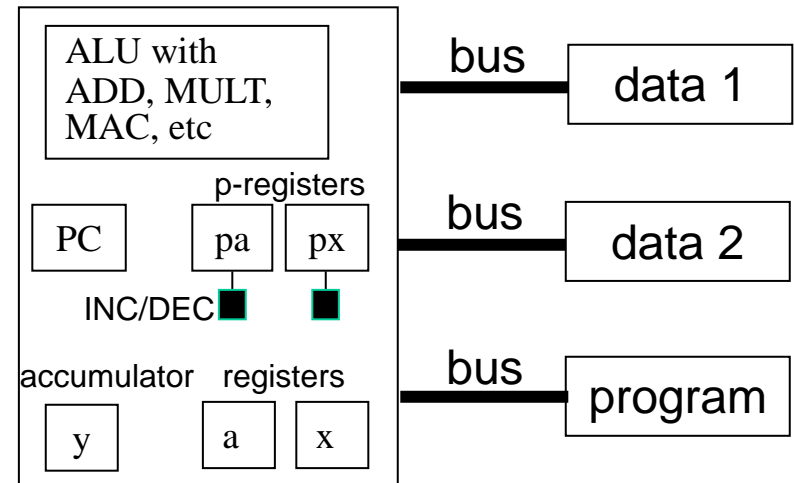 ALU with
ADD, MULT,
MAC, etc
p-registers
PC
pa
px
INC/DEC
accumulator
registers
y
a
x
bus
data 1
bus
data 2
bus
program